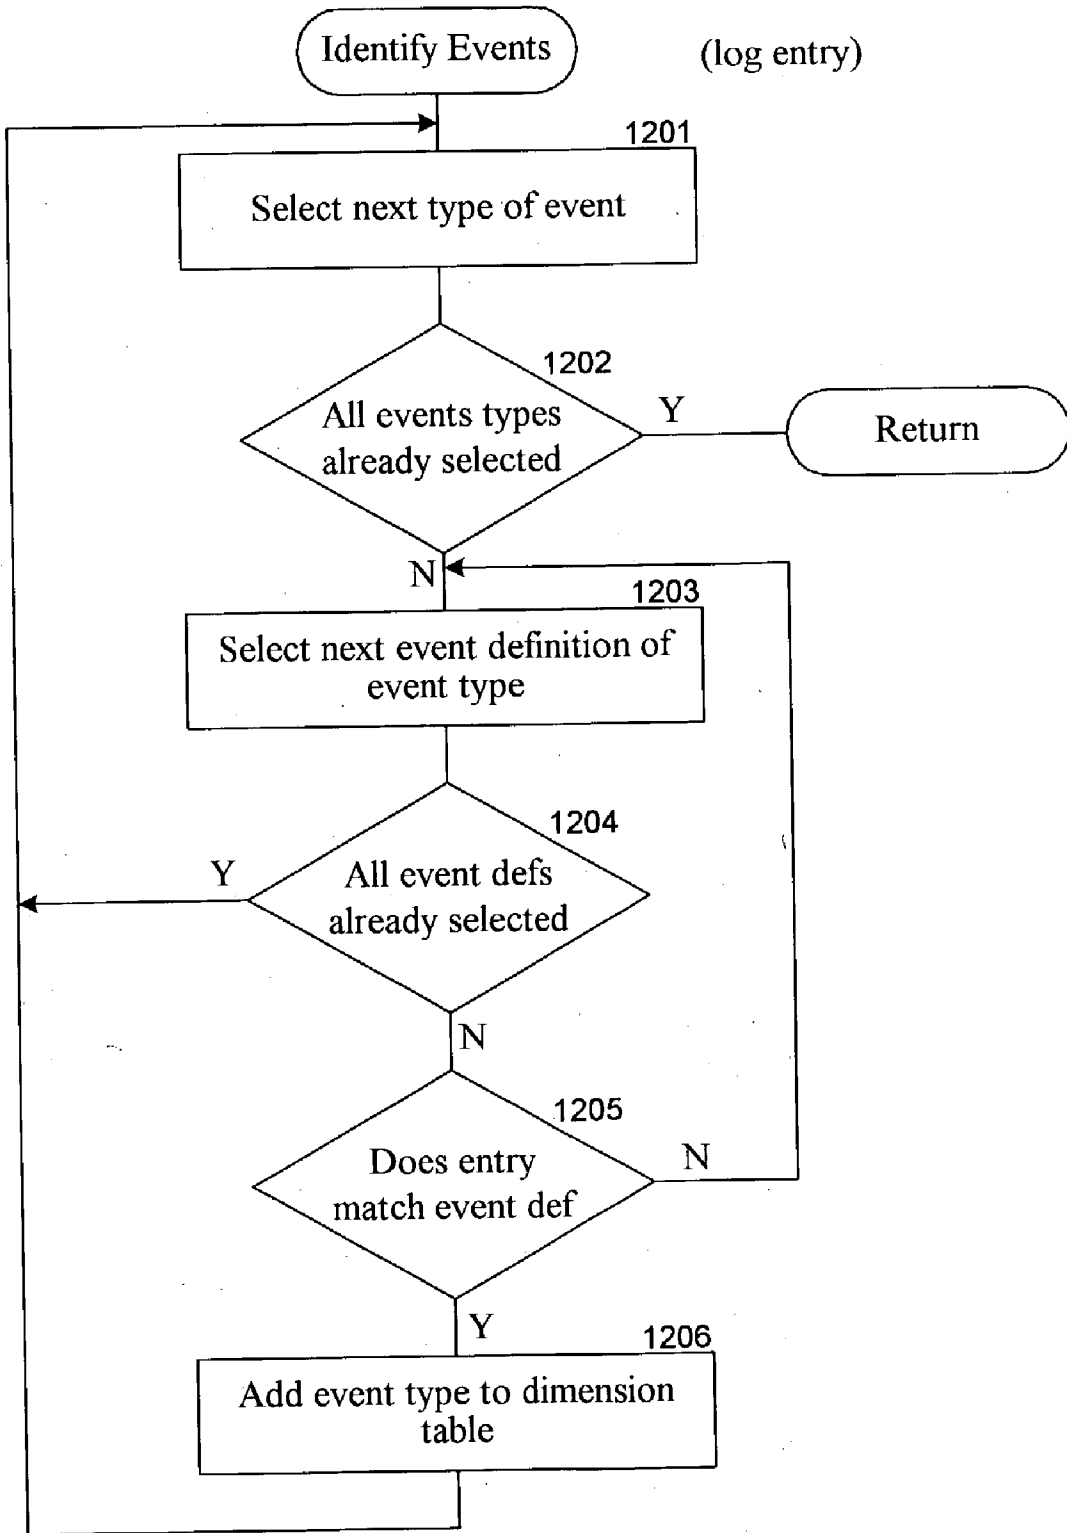 Identify Events
(log entry)
1201
Select next type of event
1202
All events types
already selected
Y
Return
N
1203
Select next event definition of
event type
1204
All event defs
already selected
Y
N
1205
Does entry
match event def
N
Y
1206
Add event type to dimension
table